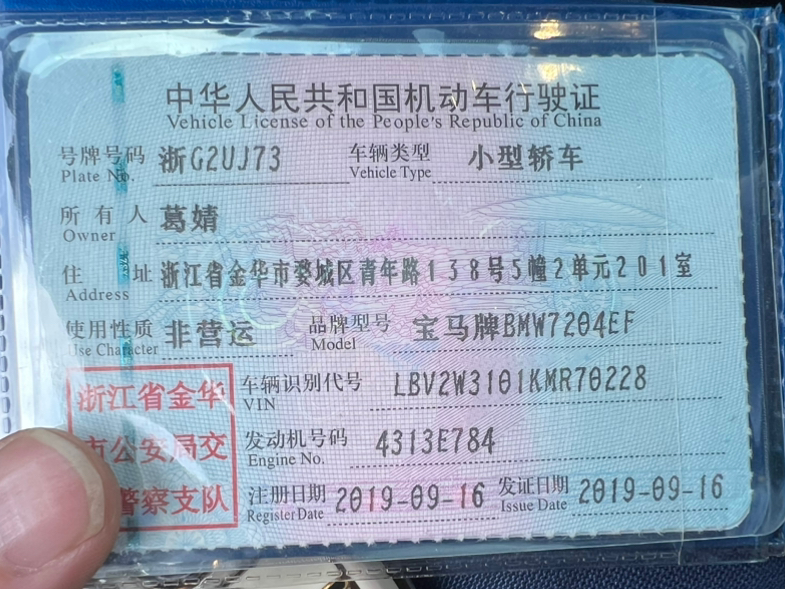 中华人民共和国机动车行驶证
Vehicle License of the People's Republic of China
号牌号码 浙G2UJ73 车辆类型 小型轿车
Plate No. Vehicle Type
所有人 葛婧
Owner
住址 浙江省金华市婺城区青年路138号5幢2单元201室
Address
使用性质 非营运 品牌型号 宝马牌BMW7204EF
Use Character Model
浙江省金华
市公安局交
警察支队
车辆识别代号 LBV2W3101KMR70228
VIN
发动机号码 4313E784
Engine No.
注册日期 2019-09-16 发证日期 2019-09-16
Register Date Issue Date